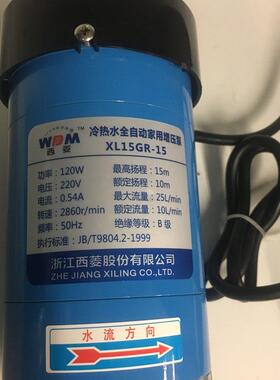 WDM™
西菱
冷热水全自动家用增压泵
XL15GR-15
功率：120W 最高扬程：15m
电压：220V 额定扬程：10m
电流：0.54A 最大流量：25L/min
转速：2860r/min 额定流量：10L/min
频率：50Hz 绝缘等级：B 级
执行标准：JB/T9804.2-1999
浙江西菱股份有限公司
ZHE JIANG XILING CO.,LTD.
水流方向